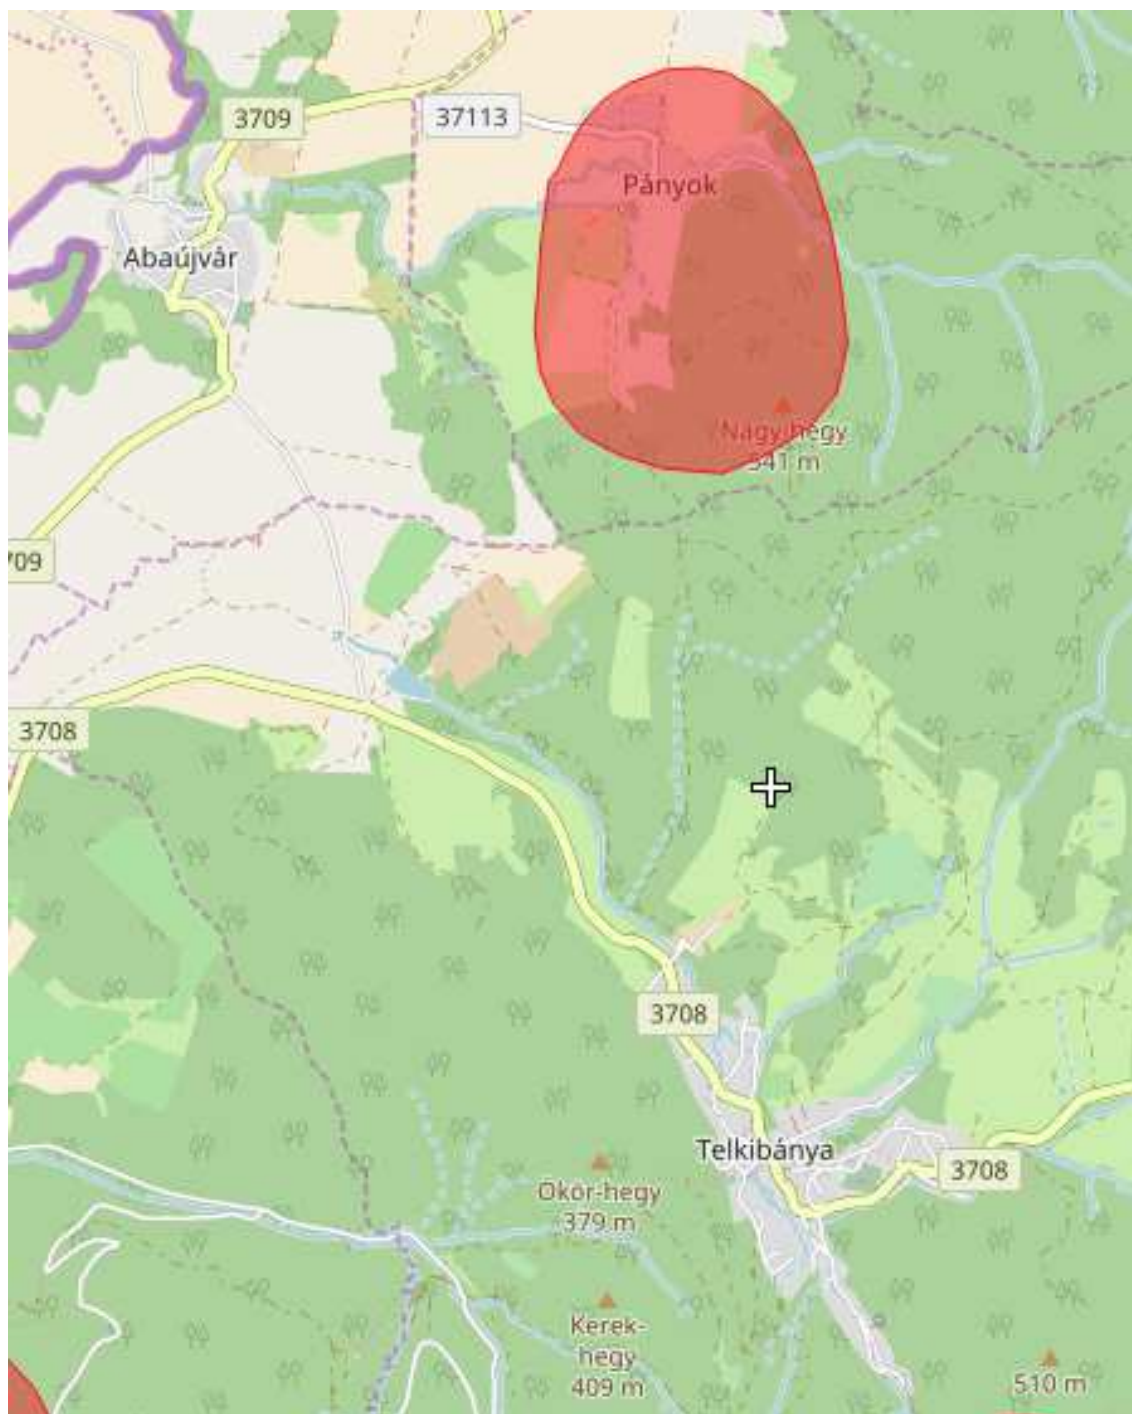 3709
37113
Pányok
Abaújvár
Nagy-hegy
541 m
709
3708
3708
Telkibánya
3708
Ökör-hegy
379 m
Kerek-
hegy
409 m
510 m